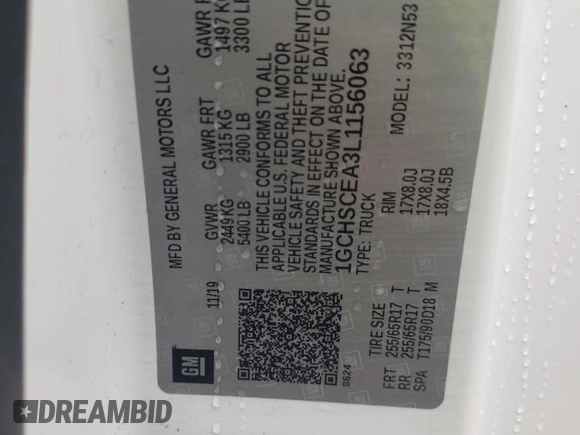 MFD BY GENERAL MOTORS LLC
11/19
GVWR GAWR FRT GAWR
2449 KG 1315 KG 1497
5400 LB 2900 LB 3300 LB
THIS VEHICLE CONFORMS TO ALL
APPLICABLE U.S. FEDERAL MOTOR
VEHICLE SAFETY AND THEFT PREVENTION
STANDARDS IN EFFECT ON THE DATE OF
MANUFACTURE SHOWN ABOVE.
1GCHSCEA3L1156063
TYPE: TRUCK MODEL: 3312N53
GM
8624
TIRE SIZE RIM
FRT 255/65R17 T 17X8.0J
RR 255/65R17 T 17X8.0J
SPA T175/90D18 M 18X4.5B
DREAMBID